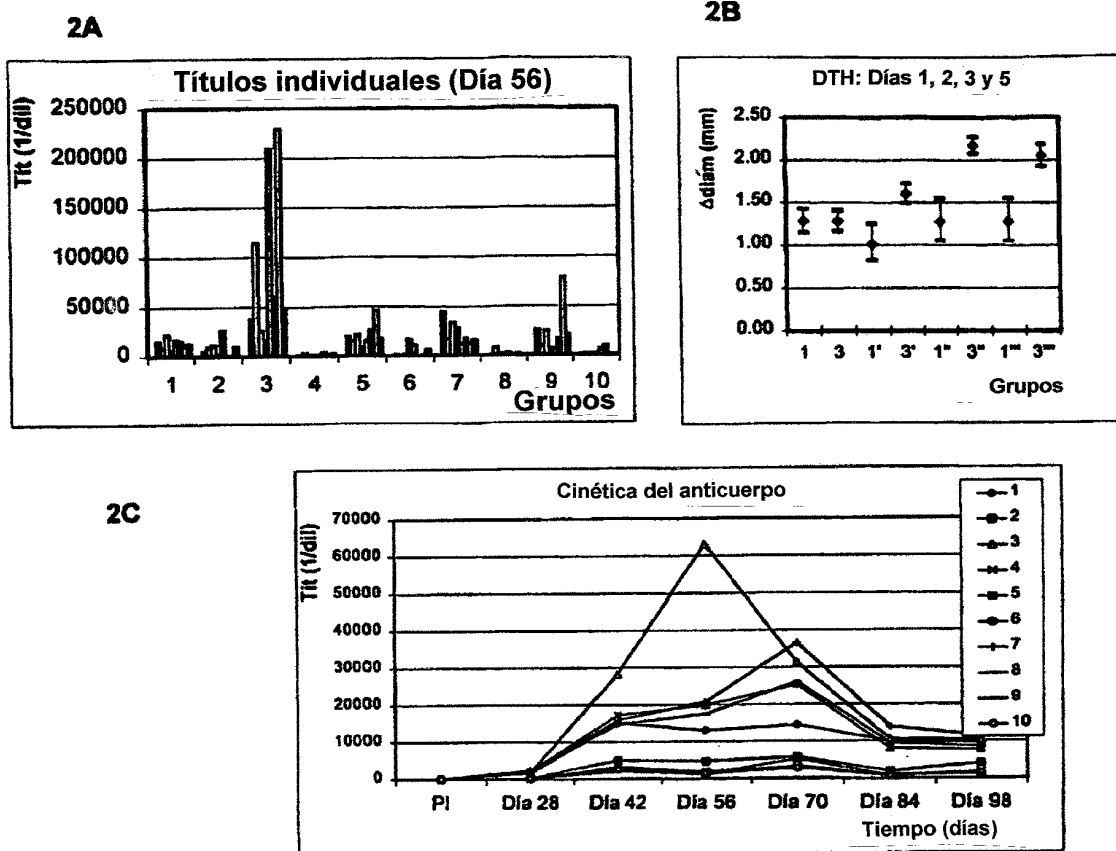 2A
Títulos individuales (Día 56)
Tit (1/dil)
250000
200000
150000
100000
50000
0
1 2 3 4 5 6 7 8 9 10
Grupos
2B
DTH: Días 1, 2, 3 y 5
Δdiám (mm)
2.50
2.00
1.50
1.00
0.50
0.00
1 3 1' 3' 1'' 3'' 1''' 3'''
Grupos
2C
Cinética del anticuerpo
Tit (1/dil)
70000
60000
50000
40000
30000
20000
10000
0
PI Día 28 Día 42 Día 56 Día 70 Día 84 Día 98
Tiempo (días)
1
2
3
4
5
6
7
8
9
10